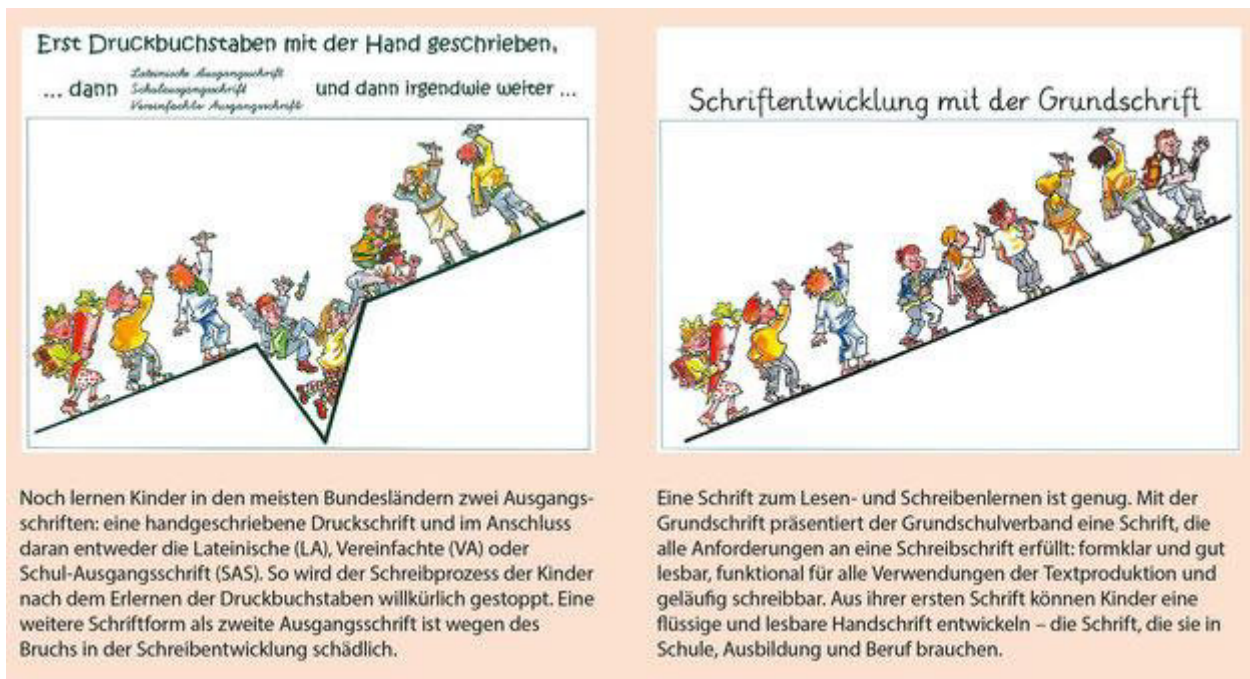 Erst Druckbuchstaben mit der Hand geschrieben,
... dann
Lateinische Ausgangsschrift
Schulausgangsschrift
Vereinfachte Ausgangsschrift
und dann irgendwie weiter ...
Noch lernen Kinder in den meisten Bundesländern zwei Ausgangs-
schriften: eine handgeschriebene Druckschrift und im Anschluss
daran entweder die Lateinische (LA), Vereinfachte (VA) oder
Schul-Ausgangsschrift (SAS). So wird der Schreibprozess der Kinder
nach dem Erlernen der Druckbuchstaben willkürlich gestoppt. Eine
weitere Schriftform als zweite Ausgangsschrift ist wegen des
Bruchs in der Schreibentwicklung schädlich.
Schriftentwicklung mit der Grundschrift
Eine Schrift zum Lesen- und Schreibenlernen ist genug. Mit der
Grundschrift präsentiert der Grundschulverband eine Schrift, die
alle Anforderungen an eine Schreibschrift erfüllt: formklar und gut
lesbar, funktional für alle Verwendungen der Textproduktion und
geläufig schreibbar. Aus ihrer ersten Schrift können Kinder eine
flüssige und lesbare Handschrift entwickeln – die Schrift, die sie in
Schule, Ausbildung und Beruf brauchen.